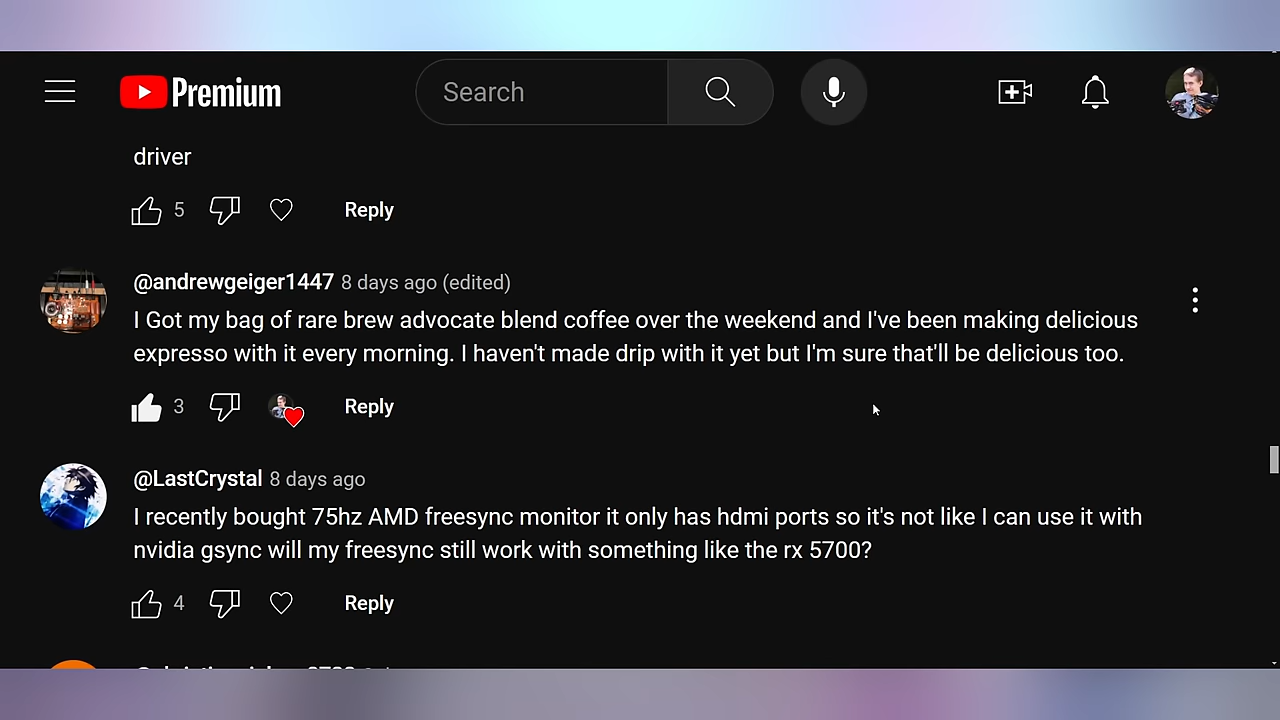 Premium
Search
driver
5
Reply
@andrewgeiger1447 8 days ago (edited)
I Got my bag of rare brew advocate blend coffee over the weekend and I've been making delicious
expresso with it every morning. I haven't made drip with it yet but I'm sure that'll be delicious too.
3
Reply
@LastCrystal 8 days ago
I recently bought 75hz AMD freesync monitor it only has hdmi ports so it's not like I can use it with
nvidia gsync will my freesync still work with something like the rx 5700?
4
Reply